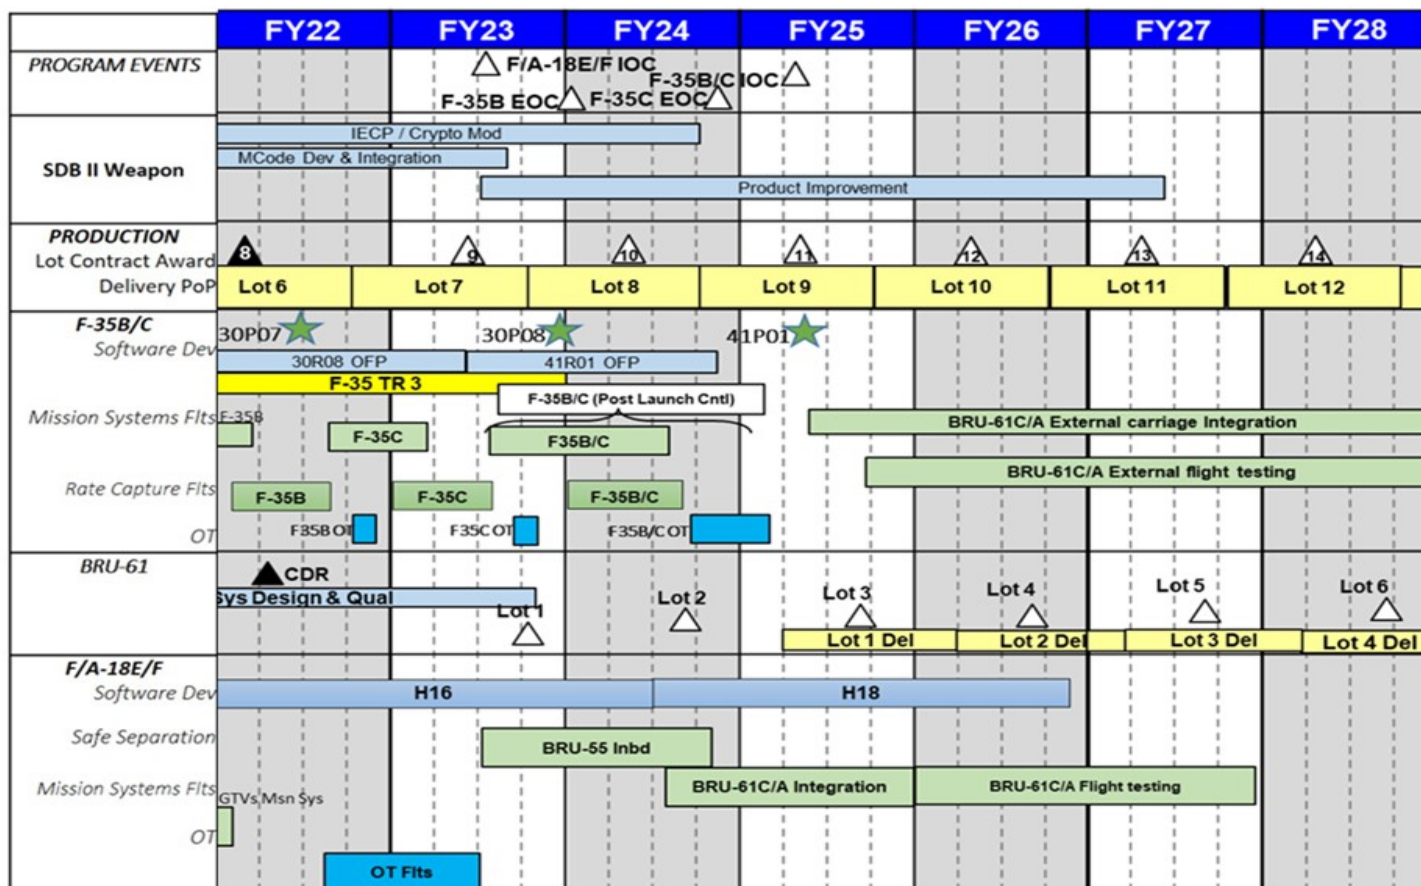 FY22 FY23 FY24 FY25 FY26 FY27 FY28
PROGRAM EVENTS
F/A-18E/F IOC
F-35B/C IOC
F-35B EOC
F-35C EOC
SDB II Weapon
IECP / Crypto Mod
MCode Dev & Integration
Product Improvement
PRODUCTION
Lot Contract Award
8 9 10 11 12 13 14
Delivery PoP
Lot 6 Lot 7 Lot 8 Lot 9 Lot 10 Lot 11 Lot 12
F-35B/C
30P07 30P08 41P01
Software Dev
30R08 OFP 41R01 OFP
F-35 TR 3
F-35B/C (Post Launch Cntl)
Mission Systems Flts
F-35B
F-35C
F35B/C
BRU-61C/A External carriage Integration
BRU-61C/A External flight testing
Rate Capture Flts
F-35B F-35C F-35B/C
OT
F35B OT F35C OT F35B/C OT
BRU-61
CDR
Sys Design & Qual
Lot 1 Lot 2 Lot 3 Lot 4 Lot 5 Lot 6
Lot 1 Del Lot 2 Del Lot 3 Del Lot 4 Del
F/A-18E/F
Software Dev
H16 H18
Safe Separation
BRU-55 Inbd
Mission Systems Flts
BRU-61C/A Integration
BRU-61C/A Flight testing
GTVs Msn Sys
OT
OT Flts